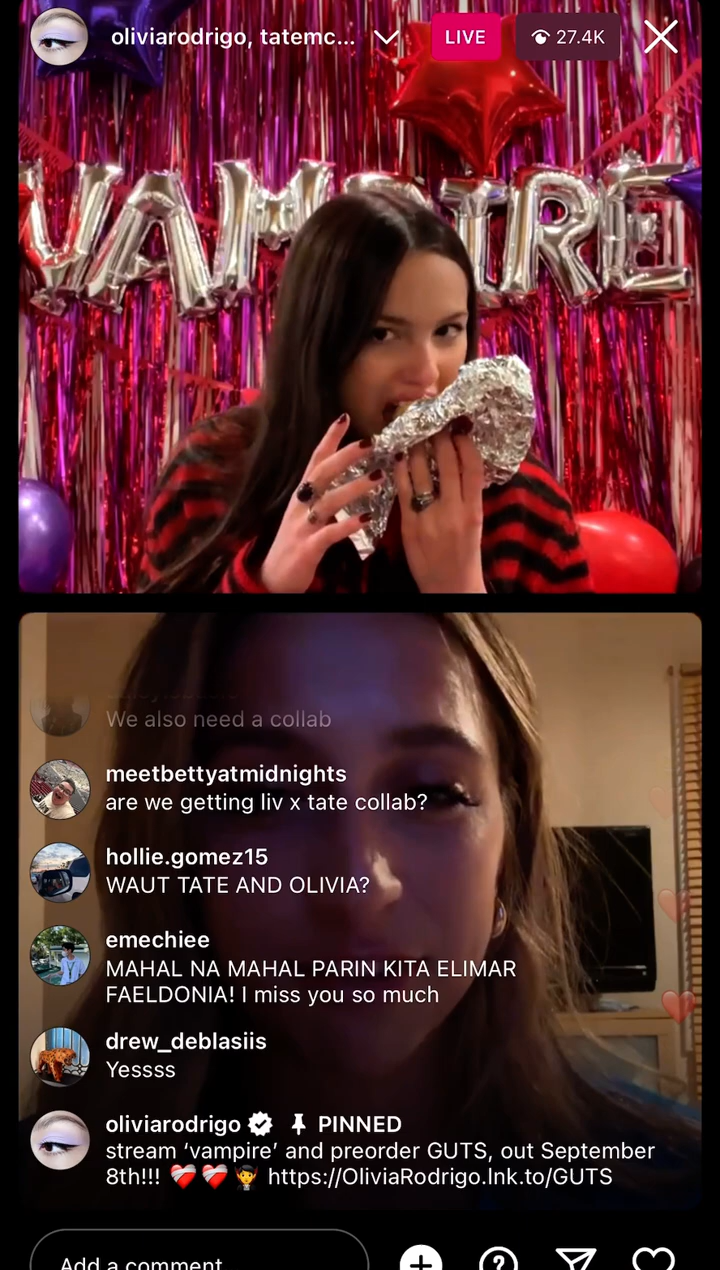 oliviarodrigo, tatemc...
LIVE
27.4K
VAMPIRE
We also need a collab
meetbettyatmidnights
are we getting liv x tate collab?
hollie.gomez15
WAUT TATE AND OLIVIA?
emechiee
MAHAL NA MAHAL PARIN KITA ELIMAR
FAELDONIA! I miss you so much
drew_deblasiis
Yessss
oliviarodrigo PINNED
stream ‘vampire’ and preorder GUTS, out September
8th!!! ❤️‍🩹❤️‍🩹🧛 https://OliviaRodrigo.lnk.to/GUTS
Add a comment